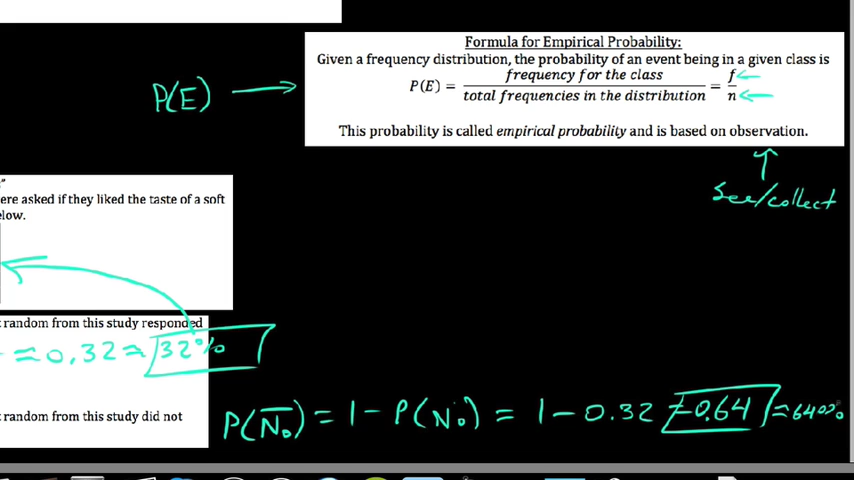 Formula for Empirical Probability:
Given a frequency distribution, the probability of an event being in a given class is
P(E) = frequency for the class / total frequencies in the distribution = f / n
This probability is called empirical probability and is based on observation.
P(E)
See/collect
ere asked if they liked the taste of a soft
elow.
random from this study responded
≈ 0.32 ≈ 32%
random from this study did not
P(N̅o̅) = 1 - P(No) = 1 - 0.32 = 0.64 = 64%